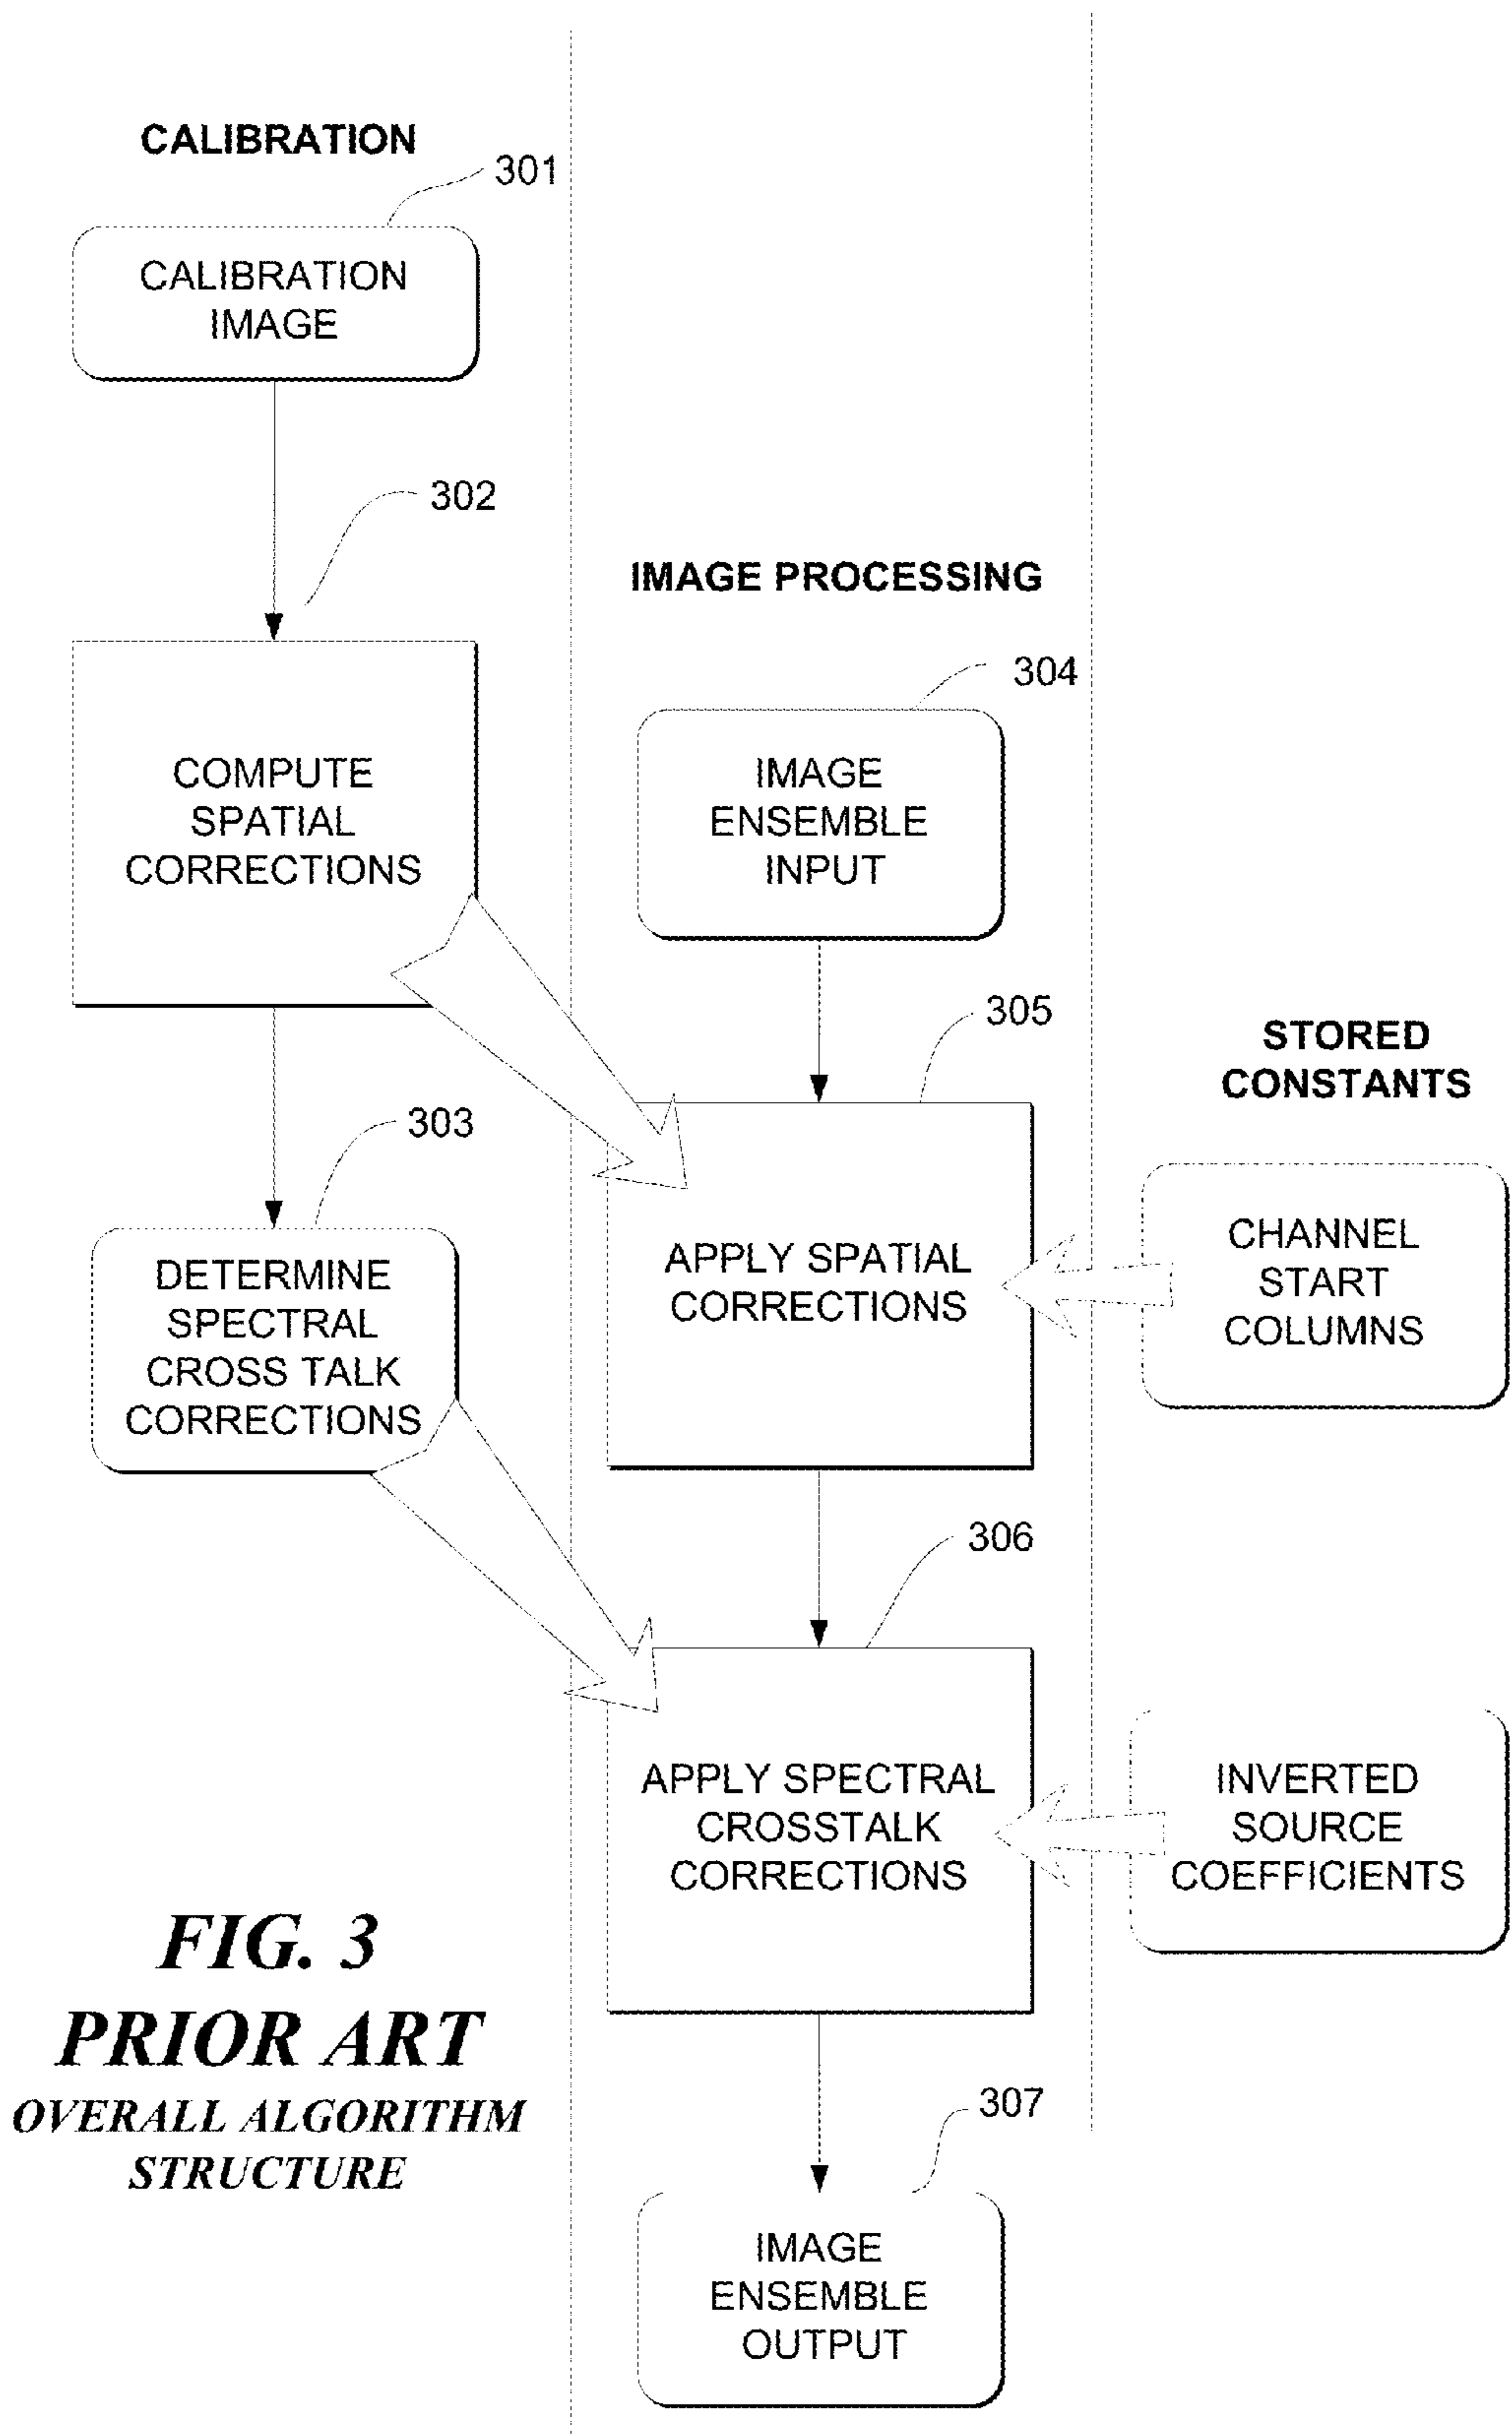 CALIBRATION
301
CALIBRATION
IMAGE
302
COMPUTE
SPATIAL
CORRECTIONS
303
DETERMINE
SPECTRAL
CROSS TALK
CORRECTIONS
IMAGE PROCESSING
304
IMAGE
ENSEMBLE
INPUT
305
APPLY SPATIAL
CORRECTIONS
306
APPLY SPECTRAL
CROSSTALK
CORRECTIONS
307
IMAGE
ENSEMBLE
OUTPUT
STORED
CONSTANTS
CHANNEL
START
COLUMNS
INVERTED
SOURCE
COEFFICIENTS
FIG. 3
PRIOR ART
OVERALL ALGORITHM
STRUCTURE